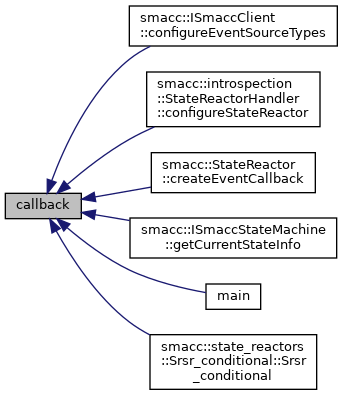 smacc::ISmaccClient
::configureEventSourceTypes
smacc::introspection
::StateReactorHandler
::configureStateReactor
smacc::StateReactor
::createEventCallback
callback
smacc::ISmaccStateMachine
::getCurrentStateInfo
main
smacc::state_reactors
::Srsr_conditional::Srsr
_conditional